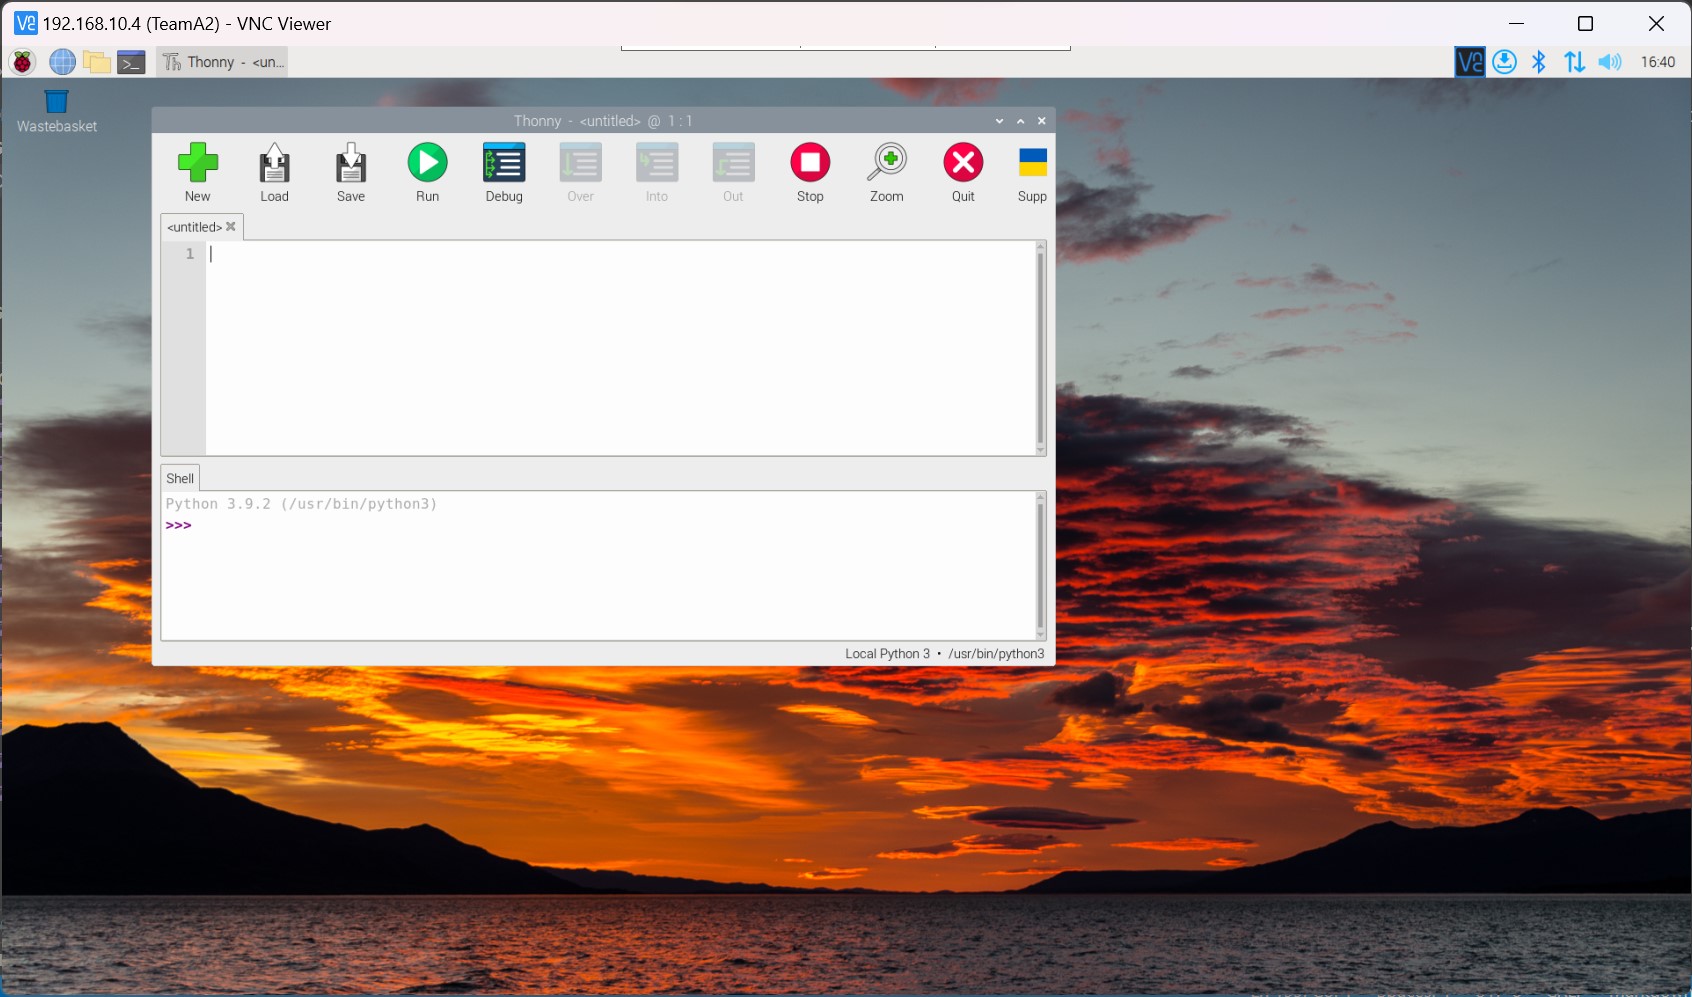 192.168.10.4 (TeamA2) - VNC Viewer
Thonny - <un...
16:40
Wastebasket
Thonny - <untitled> @ 1 : 1
New Load Save Run Debug Over Into Out Stop Zoom Quit Supp
<untitled>
1
Shell
Python 3.9.2 (/usr/bin/python3)
>>>
Local Python 3 • /usr/bin/python3